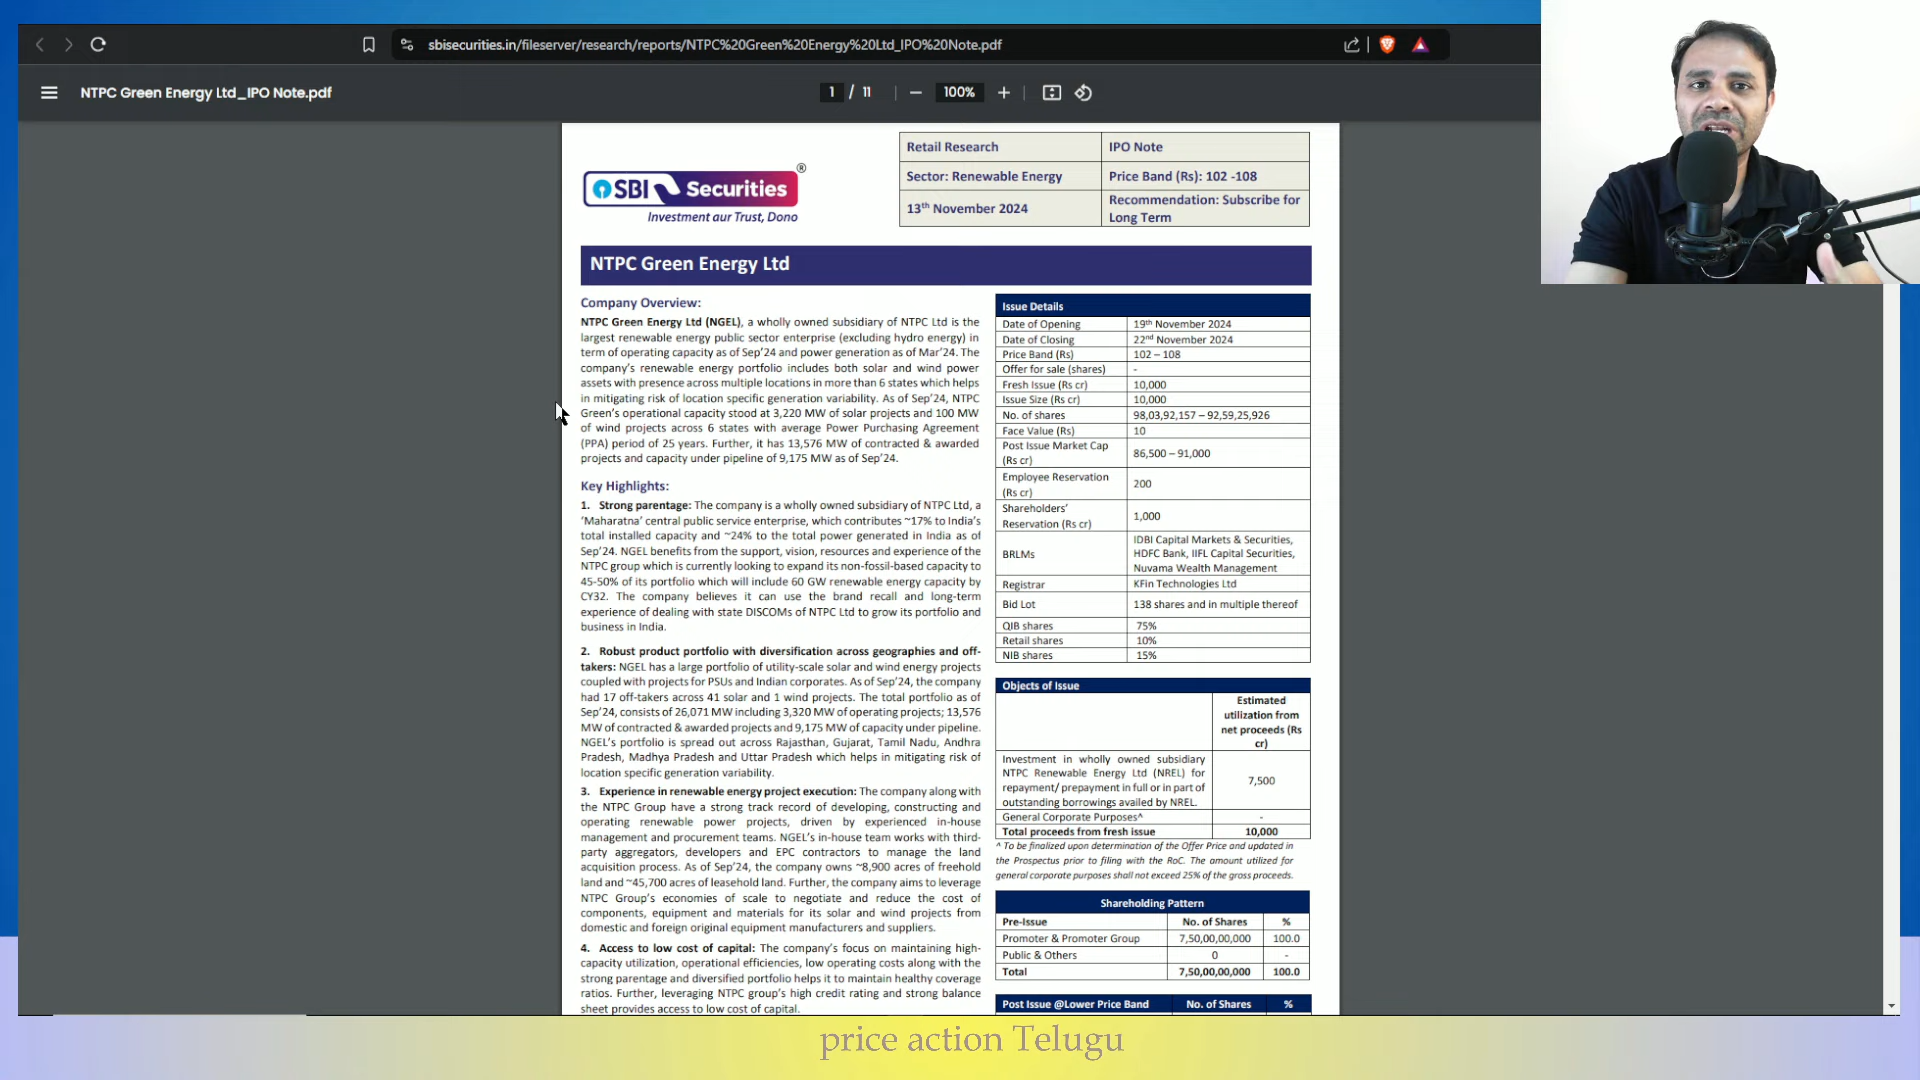 sbisecurities.in/fileserver/research/reports/NTPC%20Green%20Energy%20Ltd_IPO%20Note.pdf
NTPC Green Energy Ltd_IPO Note.pdf
1 / 11
100%
SBI Securities ®
Investment aur Trust, Dono
Retail Research IPO Note
Sector: Renewable Energy Price Band (Rs): 102 -108
13th November 2024 Recommendation: Subscribe for
Long Term
NTPC Green Energy Ltd
Company Overview:
NTPC Green Energy Ltd (NGEL), a wholly owned subsidiary of NTPC Ltd is the
largest renewable energy public sector enterprise (excluding hydro energy) in
term of operating capacity as of Sep'24 and power generation as of Mar'24. The
company's renewable energy portfolio includes both solar and wind power
assets with presence across multiple locations in more than 6 states which helps
in mitigating risk of location specific generation variability. As of Sep'24, NTPC
Green's operational capacity stood at 3,220 MW of solar projects and 100 MW
of wind projects across 6 states with average Power Purchasing Agreement
(PPA) period of 25 years. Further, it has 13,576 MW of contracted & awarded
projects and capacity under pipeline of 9,175 MW as of Sep'24.
Key Highlights:
1. Strong parentage: The company is a wholly owned subsidiary of NTPC Ltd, a
'Maharatna' central public service enterprise, which contributes ~17% to India's
total installed capacity and ~24% to the total power generated in India as of
Sep'24. NGEL benefits from the support, vision, resources and experience of the
NTPC group which is currently looking to expand its non-fossil-based capacity to
45-50% of its portfolio which will include 60 GW renewable energy capacity by
CY32. The company believes it can use the brand recall and long-term
experience of dealing with state DISCOMs of NTPC Ltd to grow its portfolio and
business in India.
2. Robust product portfolio with diversification across geographies and off-
takers: NGEL has a large portfolio of utility-scale solar and wind energy projects
coupled with projects for PSUs and Indian corporates. As of Sep'24, the company
had 17 off-takers across 41 solar and 1 wind projects. The total portfolio as of
Sep'24, consists of 26,071 MW including 3,320 MW of operating projects; 13,576
MW of contracted & awarded projects and 9,175 MW of capacity under pipeline.
NGEL's portfolio is spread out across Rajasthan, Gujarat, Tamil Nadu, Andhra
Pradesh, Madhya Pradesh and Uttar Pradesh which helps in mitigating risk of
location specific generation variability.
3. Experience in renewable energy project execution: The company along with
the NTPC Group have a strong track record of developing, constructing and
operating renewable power projects, driven by experienced in-house
management and procurement teams. NGEL's in-house team works with third-
party aggregators, developers and EPC contractors to manage the land
acquisition process. As of Sep'24, the company owns ~8,900 acres of freehold
land and ~45,700 acres of leasehold land. Further, the company aims to leverage
NTPC Group's economies of scale to negotiate and reduce the cost of
components, equipment and materials for its solar and wind projects from
domestic and foreign original equipment manufacturers and suppliers.
4. Access to low cost of capital: The company's focus on maintaining high-
capacity utilization, operational efficiencies, low operating costs along with the
strong parentage and diversified portfolio helps it to maintain healthy coverage
ratios. Further, leveraging NTPC group's high credit rating and strong balance
sheet provides access to low cost of capital.
Issue Details
Date of Opening 19th November 2024
Date of Closing 22nd November 2024
Price Band (Rs) 102 – 108
Offer for sale (shares) -
Fresh Issue (Rs cr) 10,000
Issue Size (Rs cr) 10,000
No. of shares 98,03,92,157 – 92,59,25,926
Face Value (Rs) 10
Post Issue Market Cap
(Rs cr) 86,500 – 91,000
Employee Reservation
(Rs cr) 200
Shareholders'
Reservation (Rs cr) 1,000
BRLMs IDBI Capital Markets & Securities,
HDFC Bank, IIFL Capital Securities,
Nuvama Wealth Management
Registrar KFin Technologies Ltd
Bid Lot 138 shares and in multiple thereof
QIB shares 75%
Retail shares 10%
NIB shares 15%
Objects of Issue
Estimated
utilization from
net proceeds (Rs
cr)
Investment in wholly owned subsidiary
NTPC Renewable Energy Ltd (NREL) for
repayment/ prepayment in full or in part of
outstanding borrowings availed by NREL. 7,500
General Corporate Purposes^ -
Total proceeds from fresh issue 10,000
^ To be finalized upon determination of the Offer Price and updated in
the Prospectus prior to filing with the RoC. The amount utilized for
general corporate purposes shall not exceed 25% of the gross proceeds.
Shareholding Pattern
Pre-Issue No. of Shares %
Promoter & Promoter Group 7,50,00,00,000 100.0
Public & Others 0 -
Total 7,50,00,00,000 100.0
Post Issue @Lower Price Band No. of Shares %
price action Telugu